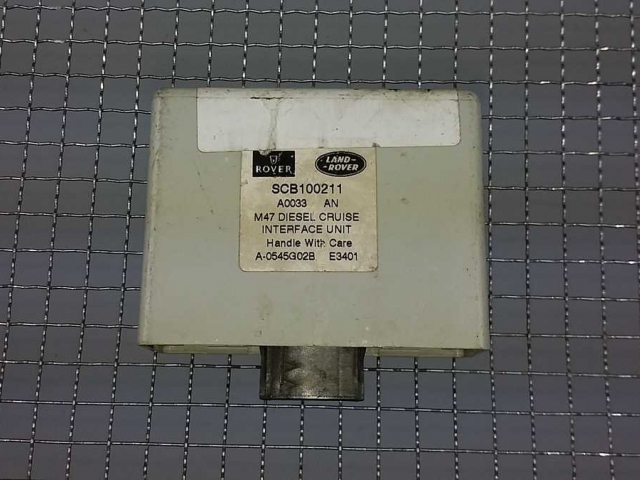 ROVER LAND-ROVER
SCB100211
A0033 AN
M47 DIESEL CRUISE
INTERFACE UNIT
Handle With Care
A-0545G02B E3401